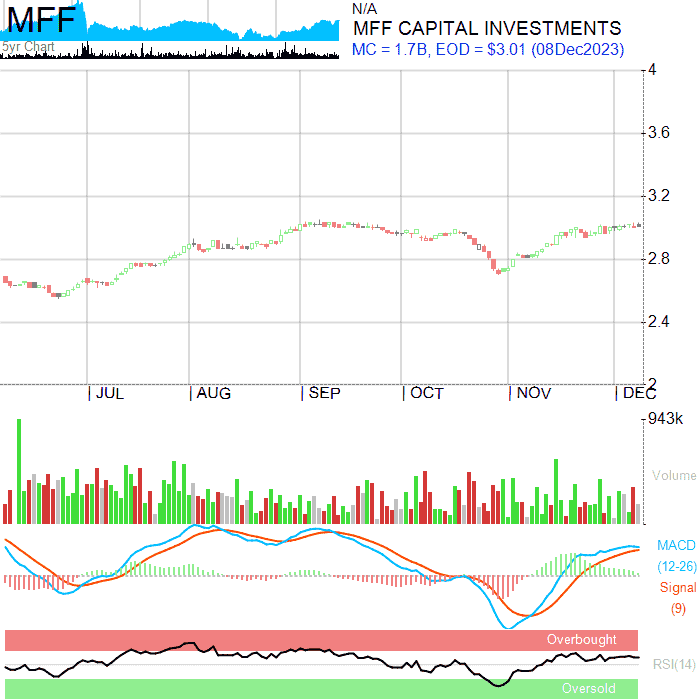 MFF
5yr Chart
N/A
MFF CAPITAL INVESTMENTS
MC = 1.7B, EOD = $3.01 (08Dec2023)
4
3.6
3.2
2.8
2.4
2
JUL
AUG
SEP
OCT
NOV
DEC
943k
Volume
MACD
(12-26)
Signal
(9)
Overbought
RSI(14)
Oversold